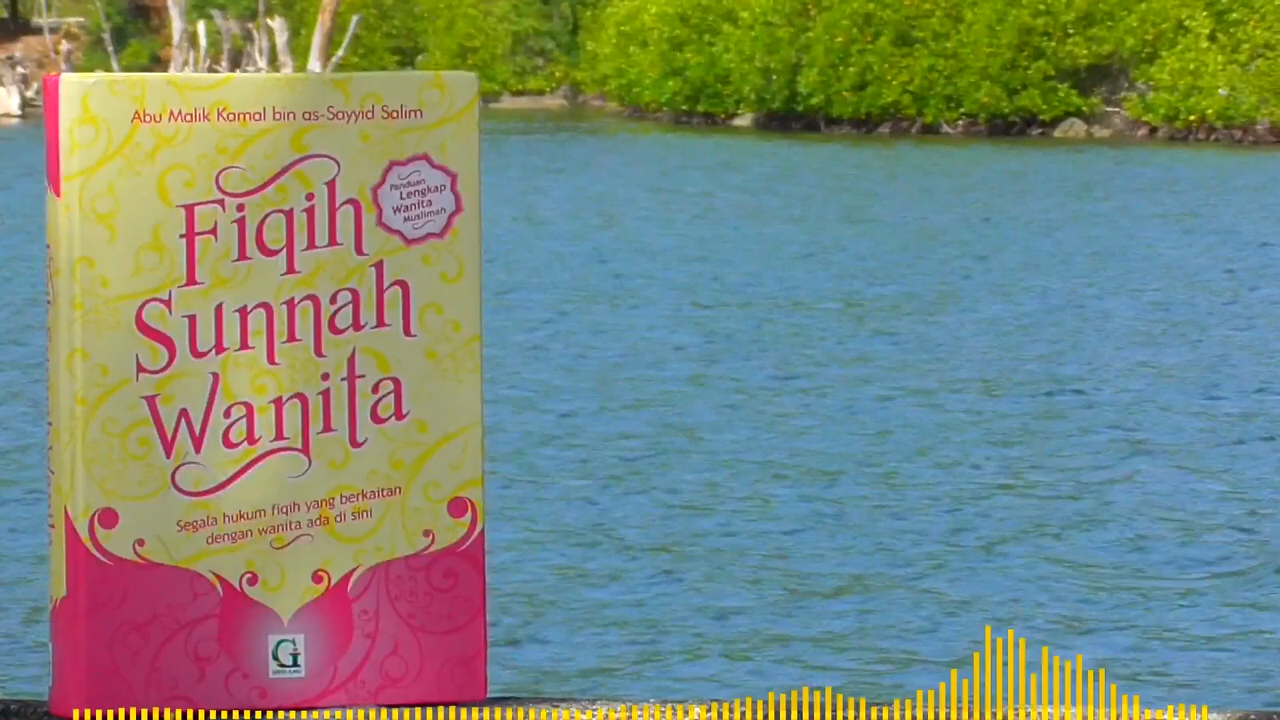 Abu Malik Kamal bin as-Sayyid Salim
Fiqih
Sunnah
Wanita
Panduan
Lengkap
Wanita
Muslimah
Segala hukum fiqih yang berkaitan
dengan wanita ada di sini
G